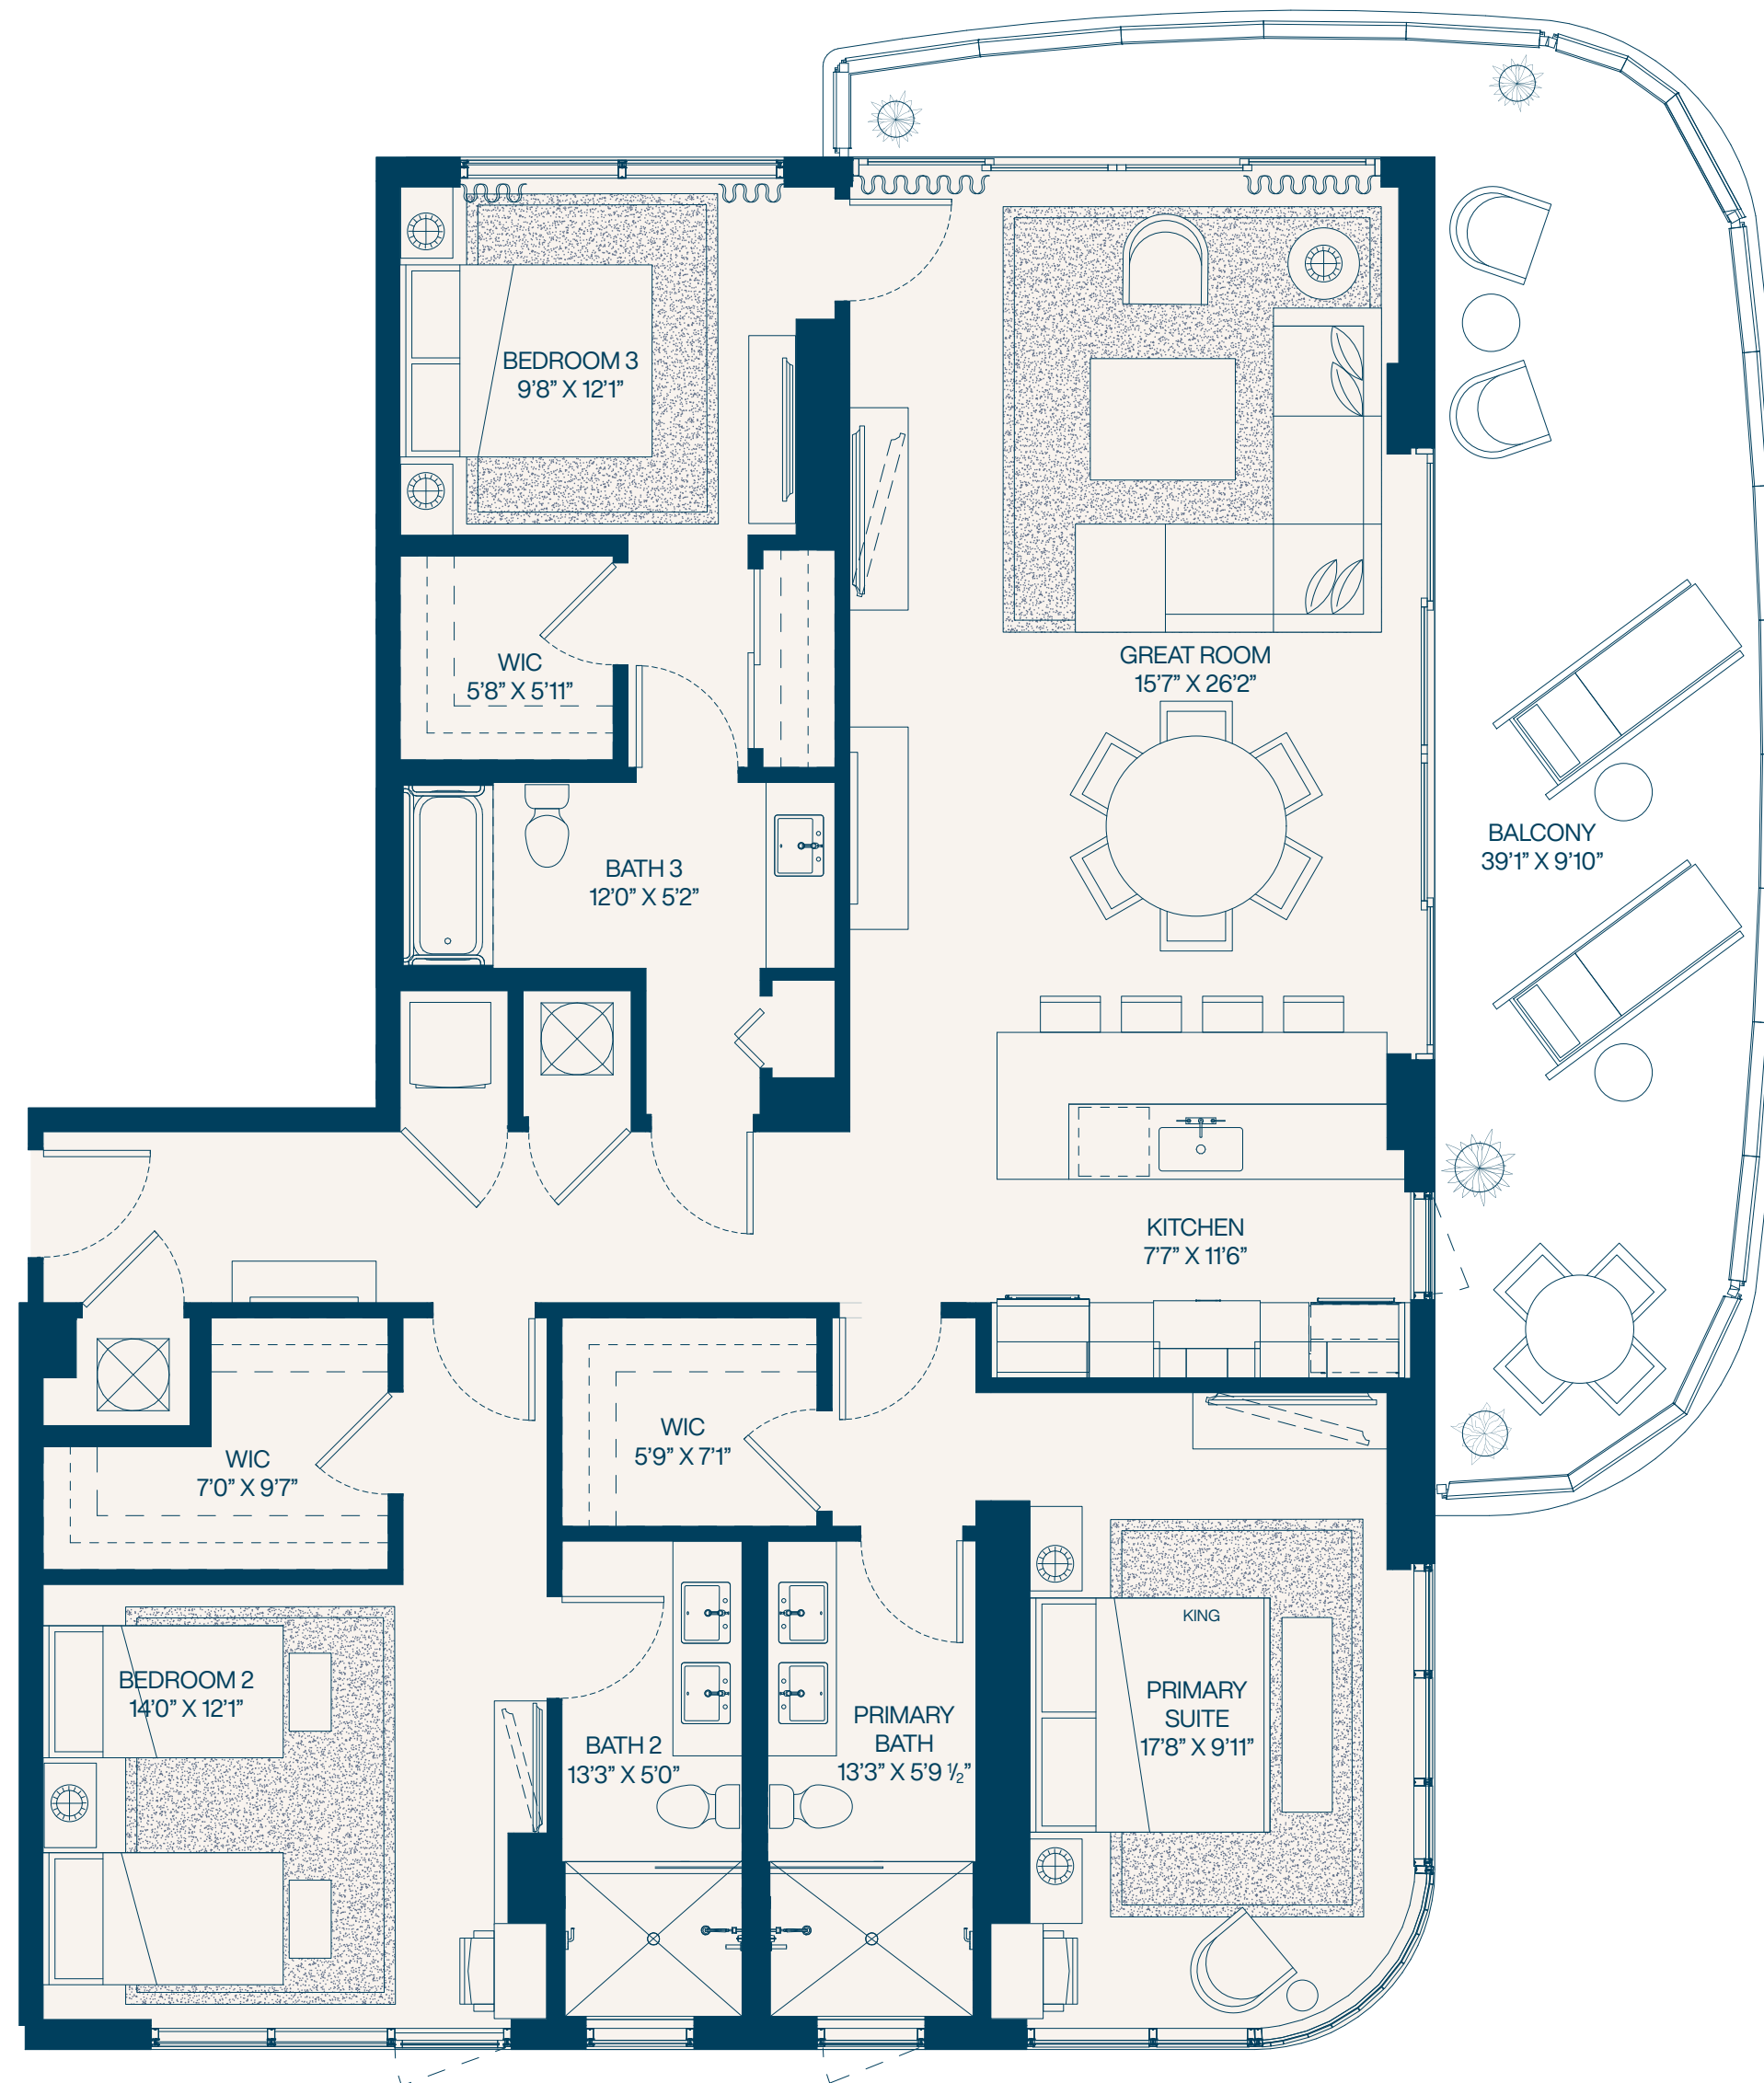 BEDROOM 3
9’8” X 12’1”
WIC
5’8” X 5’11”
GREAT ROOM
15’7” X 26’2”
BALCONY
39’1” X 9’10”
BATH 3
12’0” X 5’2”
KITCHEN
7’7” X 11’6”
WIC
5’9” X 7’1”
WIC
7’0” X 9’7”
KING
BEDROOM 2
14’0” X 12’1”
PRIMARY
SUITE
17’8” X 9’11”
PRIMARY
BATH
13’3” X 5’9 ½”
BATH 2
13’3” X 5’0”